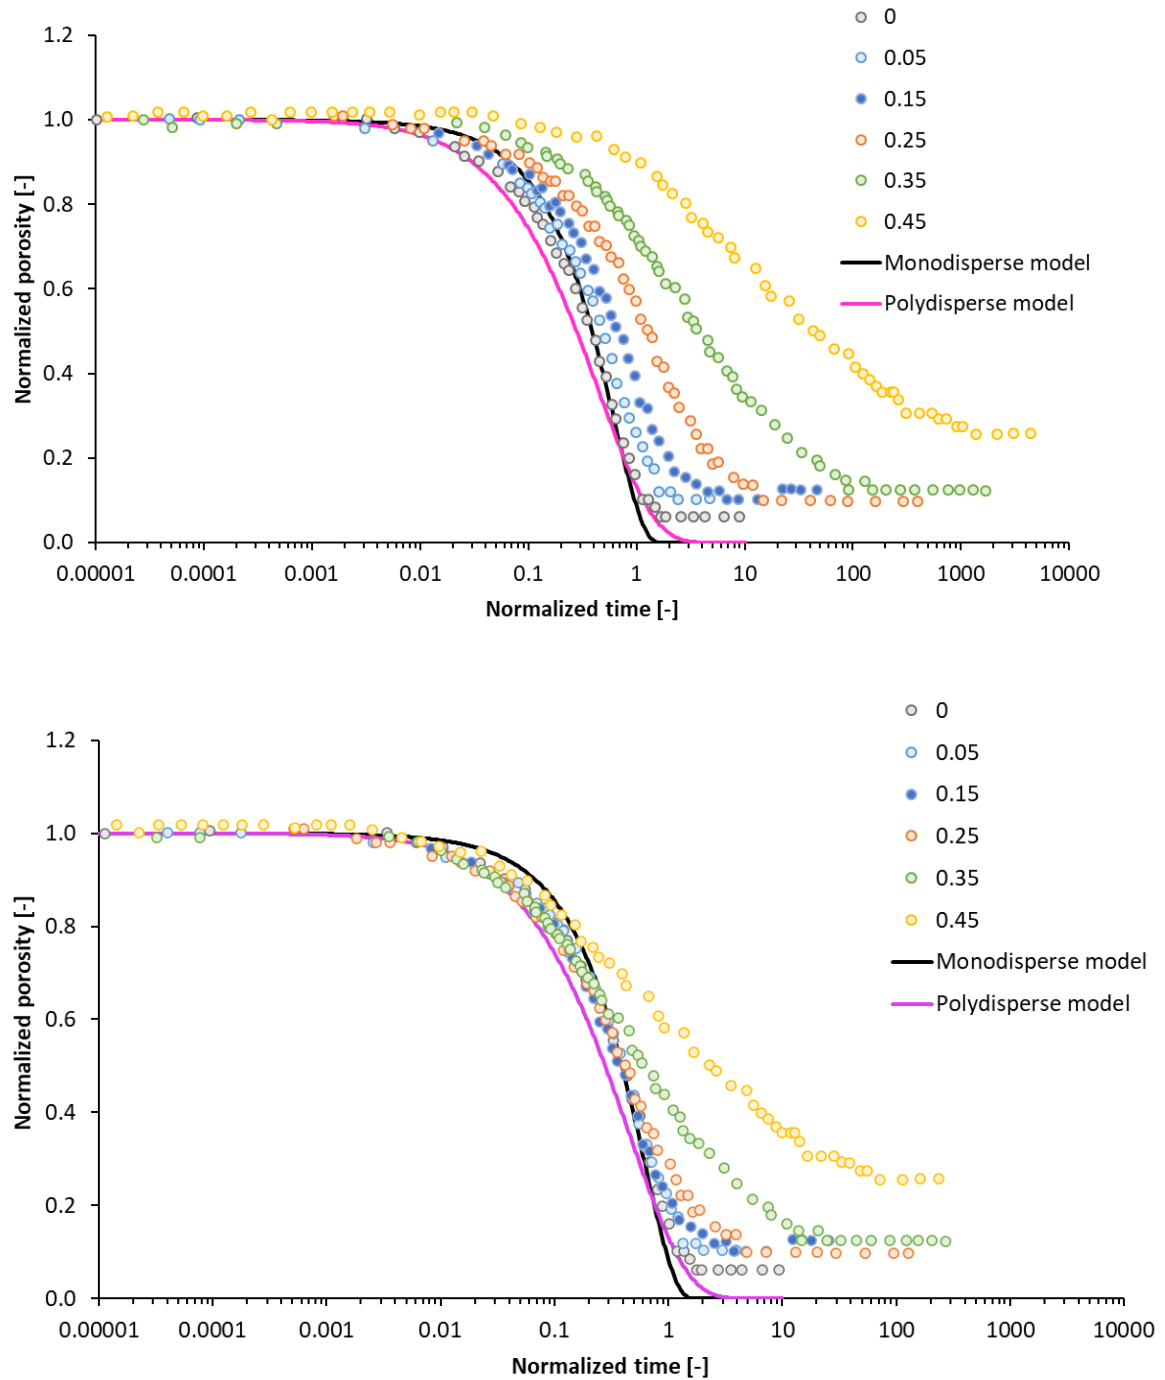 0
0.05
0.15
0.25
0.35
0.45
Monodisperse model
Polydisperse model
Normalized porosity [-]
1.2
1.0
0.8
0.6
0.4
0.2
0.0
0.00001 0.0001 0.001 0.01 0.1 1 10 100 1000 10000
Normalized time [-]
0
0.05
0.15
0.25
0.35
0.45
Monodisperse model
Polydisperse model
Normalized porosity [-]
1.2
1.0
0.8
0.6
0.4
0.2
0.0
0.00001 0.0001 0.001 0.01 0.1 1 10 100 1000 10000
Normalized time [-]